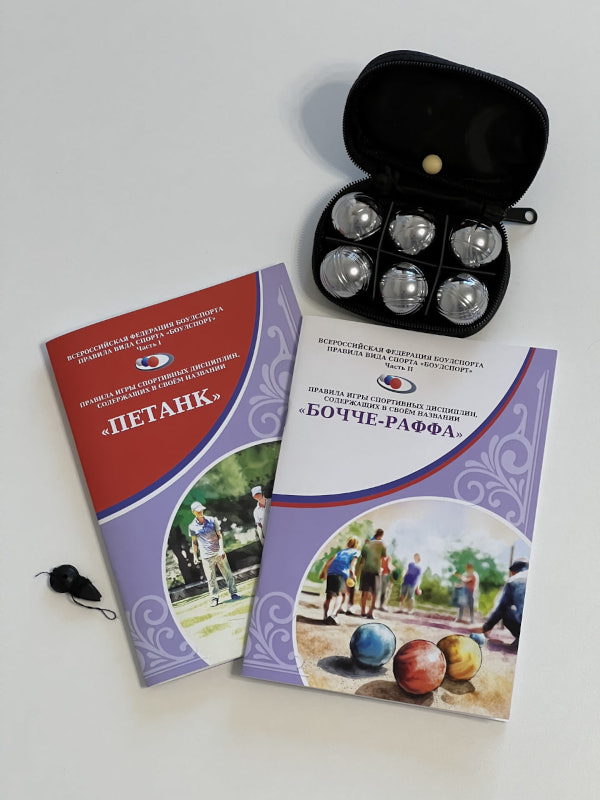 ВСЕРОССИЙСКАЯ ФЕДЕРАЦИЯ БОУЛСПОРТА
ПРАВИЛА ВИДА СПОРТА «БОУЛСПОРТ»
Часть I
ПРАВИЛА ИГРЫ СПОРТИВНЫХ ДИСЦИПЛИН,
СОДЕРЖАЩИХ В СВОЁМ НАЗВАНИИ
«ПЕТАНК»
ВСЕРОССИЙСКАЯ ФЕДЕРАЦИЯ БОУЛСПОРТА
ПРАВИЛА ВИДА СПОРТА «БОУЛСПОРТ»
Часть II
ПРАВИЛА ИГРЫ СПОРТИВНЫХ ДИСЦИПЛИН,
СОДЕРЖАЩИХ В СВОЁМ НАЗВАНИИ
«БОЧЧЕ-РАФФА»